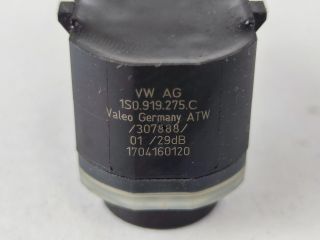 VW AG
1S0.919.275.C
Valeo Germany ATW
/307888/
01 /29dB
1704160120